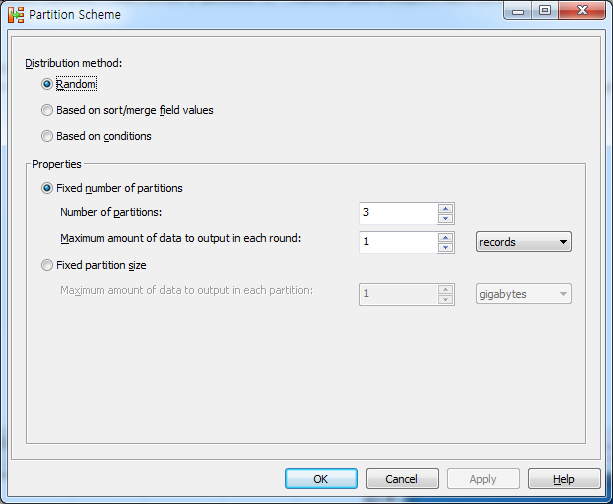 Partition Scheme
Distribution method:
Random
Based on sort/merge field values
Based on conditions
Properties
Fixed number of partitions
Number of partitions: 3
Maximum amount of data to output in each round: 1 records
Fixed partition size
Maximum amount of data to output in each partition: 1 gigabytes
OK Cancel Apply Help